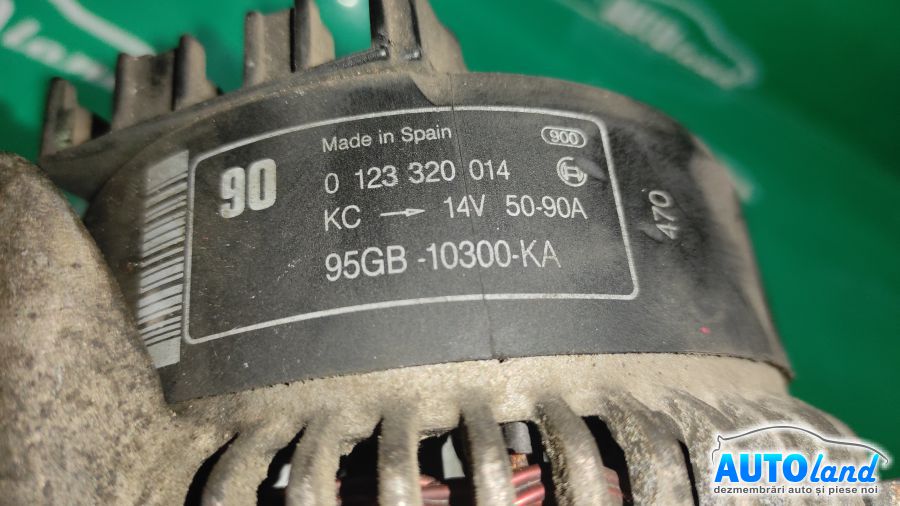 Made in Spain
900
90
0 123 320 014
KC → 14V 50-90A
95GB-10300-KA
470
AUTOland
dezmembrări auto și piese noi